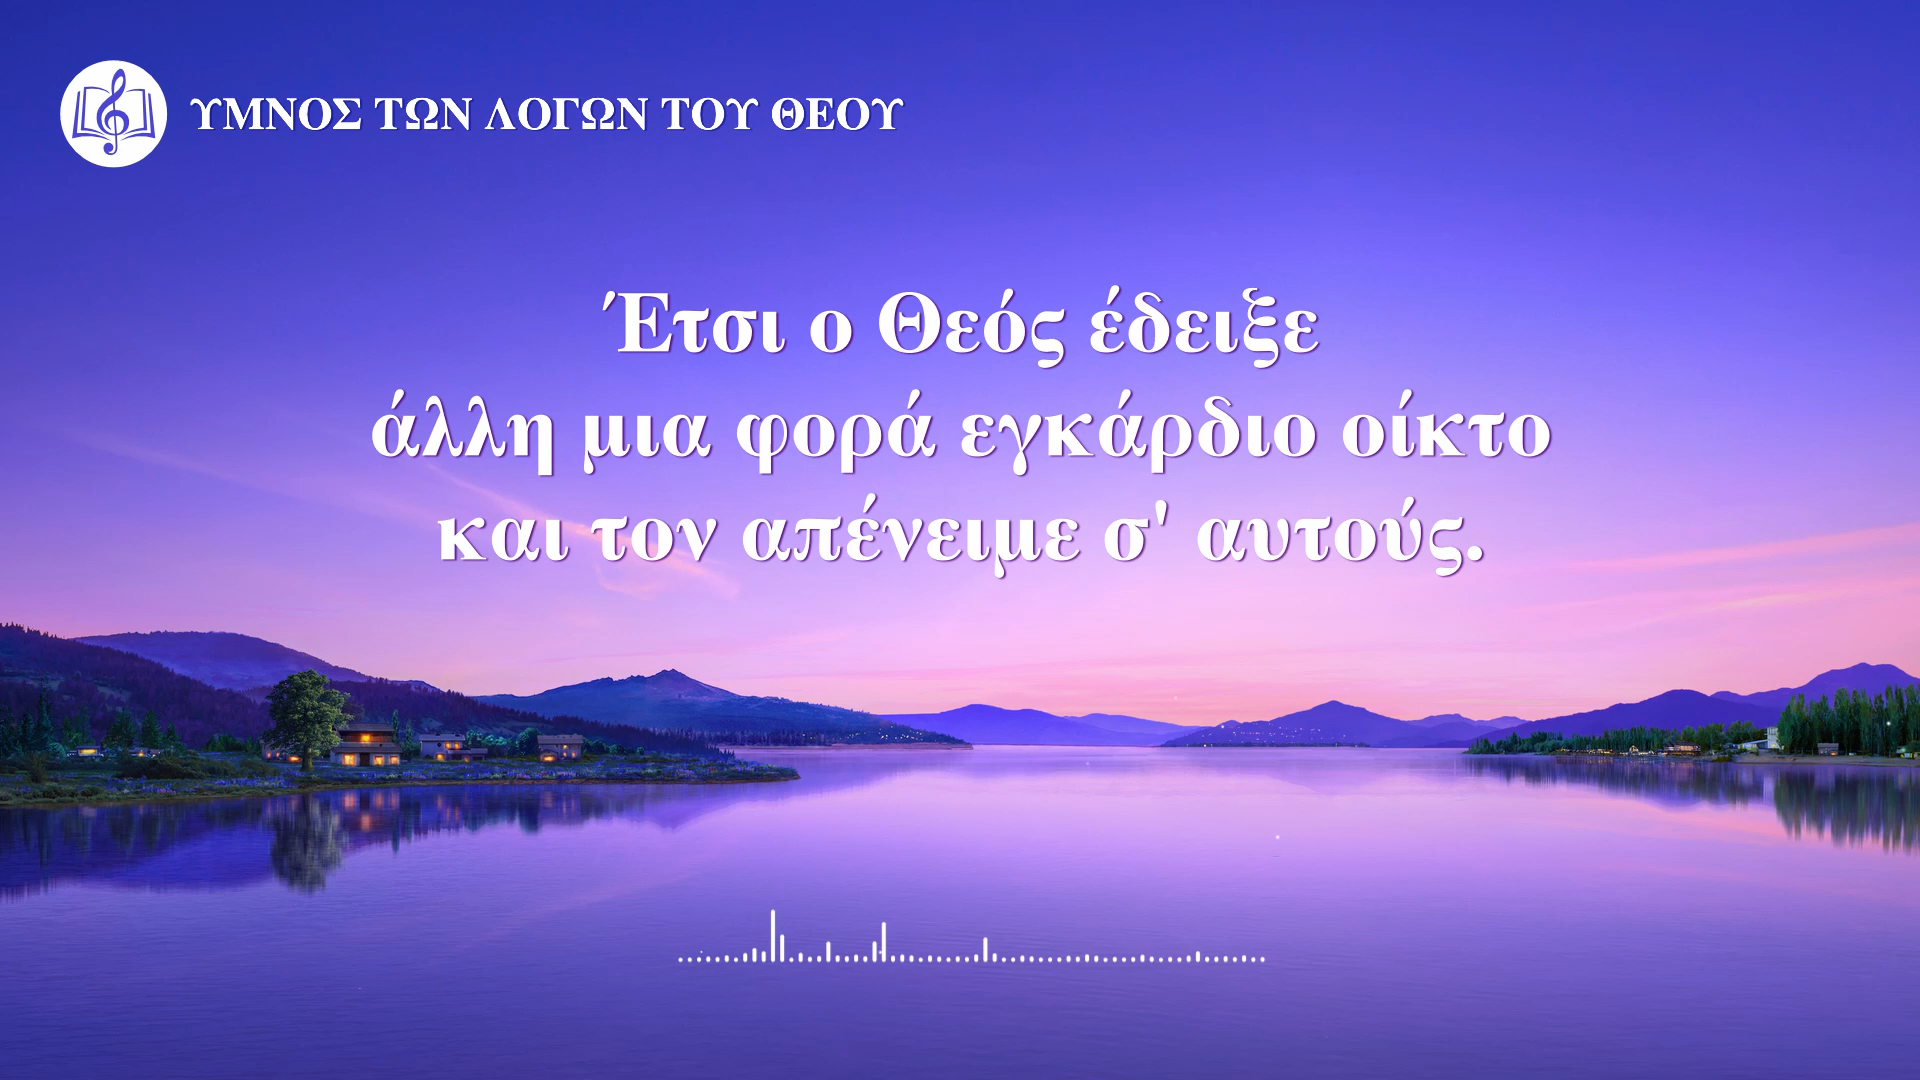 ΥΜΝΟΣ ΤΩΝ ΛΟΓΩΝ ΤΟΥ ΘΕΟΥ
Έτσι ο Θεός έδειξε
άλλη μια φορά εγκάρδιο οίκτο
και τον απένειμε σ' αυτούς.